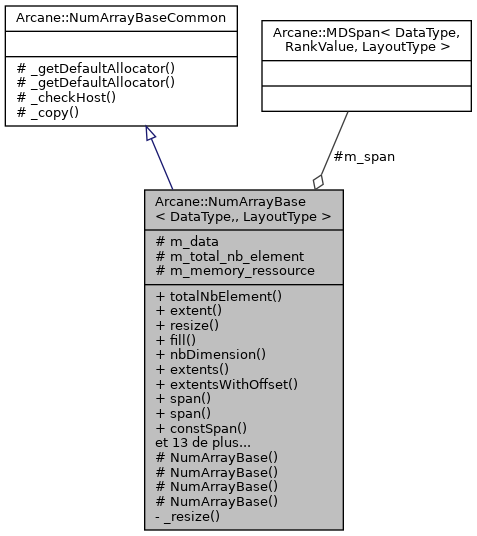 Arcane::NumArrayBaseCommon
# _getDefaultAllocator()
# _getDefaultAllocator()
# _checkHost()
# _copy()
Arcane::MDSpan< DataType,
RankValue, LayoutType >
#m_span
Arcane::NumArrayBase
< DataType,, LayoutType >
# m_data
# m_total_nb_element
# m_memory_ressource
+ totalNbElement()
+ extent()
+ resize()
+ fill()
+ nbDimension()
+ extents()
+ extentsWithOffset()
+ span()
+ span()
+ constSpan()
et 13 de plus...
# NumArrayBase()
# NumArrayBase()
# NumArrayBase()
# NumArrayBase()
- _resize()